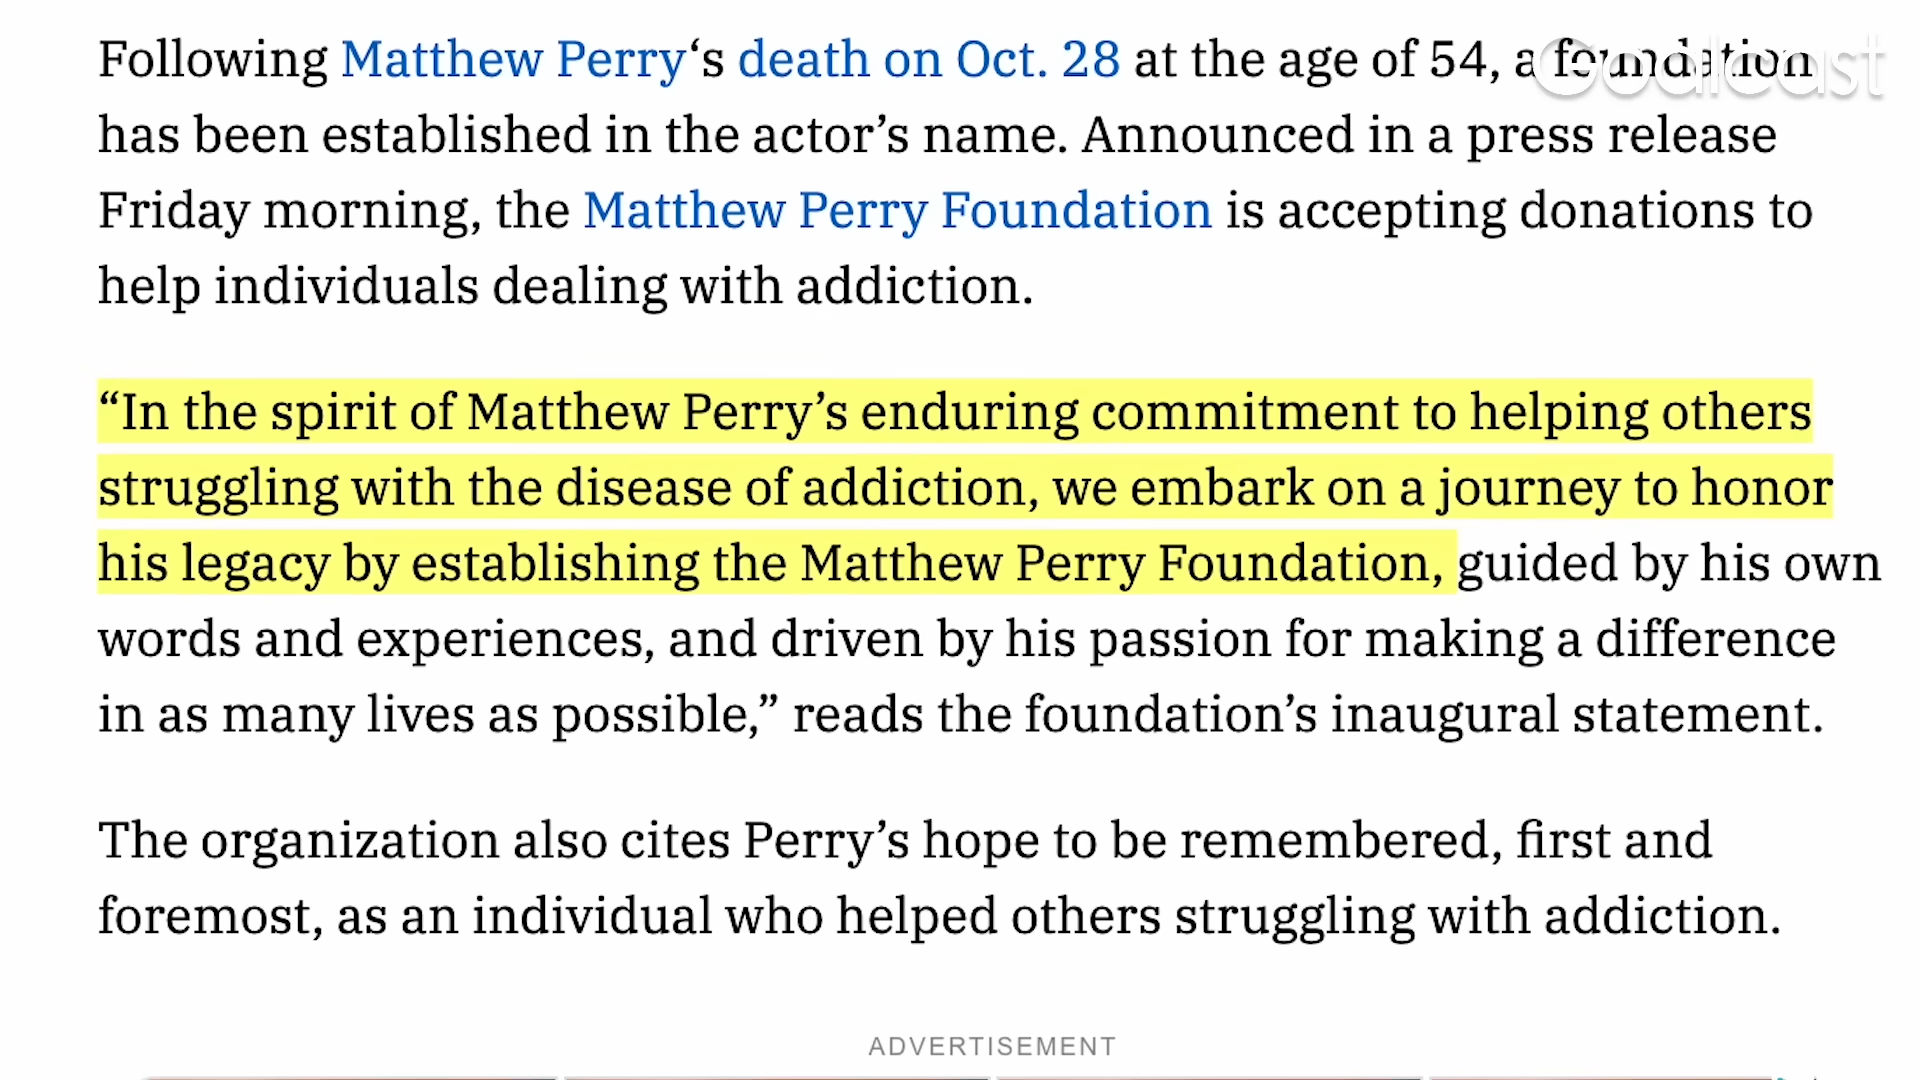 Following Matthew Perry‘s death on Oct. 28 at the age of 54, a foundation
Goalcast
has been established in the actor’s name. Announced in a press release
Friday morning, the Matthew Perry Foundation is accepting donations to
help individuals dealing with addiction.
“In the spirit of Matthew Perry’s enduring commitment to helping others
struggling with the disease of addiction, we embark on a journey to honor
his legacy by establishing the Matthew Perry Foundation, guided by his own
words and experiences, and driven by his passion for making a difference
in as many lives as possible,” reads the foundation’s inaugural statement.
The organization also cites Perry’s hope to be remembered, first and
foremost, as an individual who helped others struggling with addiction.
ADVERTISEMENT